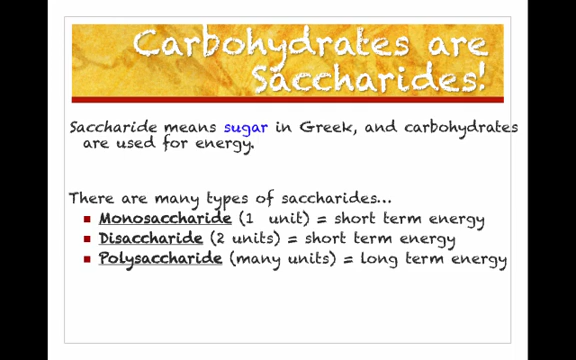 Carbohydrates are
Saccharides!
Saccharide means sugar in Greek, and carbohydrates
are used for energy.
There are many types of saccharides...
Monosaccharide (1 unit) = short term energy
Disaccharide (2 units) = short term energy
Polysaccharide (many units) = long term energy